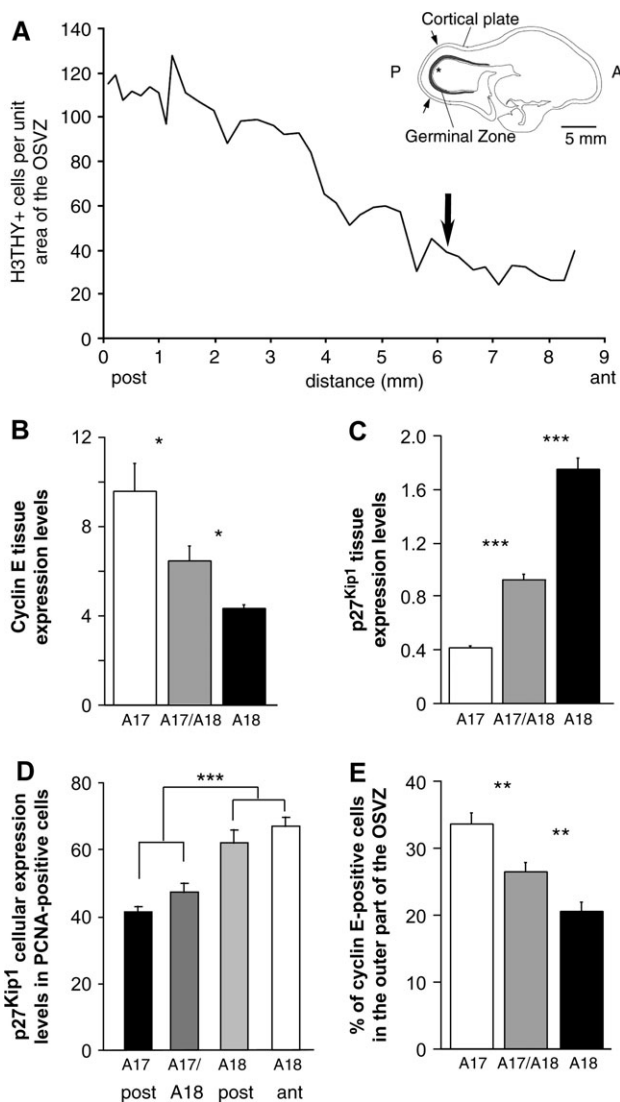 A
Cortical plate
P
A
Germinal Zone
5 mm
H3THY+ cells per unit
area of the OSVZ
140
120
100
80
60
40
20
0
0 1 2 3 4 5 6 7 8 9
post distance (mm) ant
B
Cyclin E tissue
expression levels
12
9
6
4
0
*
*
A17 A17/A18 A18
C
p27Kip1 tissue
expression levels
2.0
1.6
1.2
0.8
0.4
0
***
***
A17 A17/A18 A18
D
p27Kip1 cellular expression
levels in PCNA-positive cells
80
60
40
20
0
***
A17 A17/ A18 A18
post A18 post ant
E
% of cyclin E-positive cells
in the outer part of the OSVZ
40
30
20
10
0
**
**
A17 A17/A18 A18